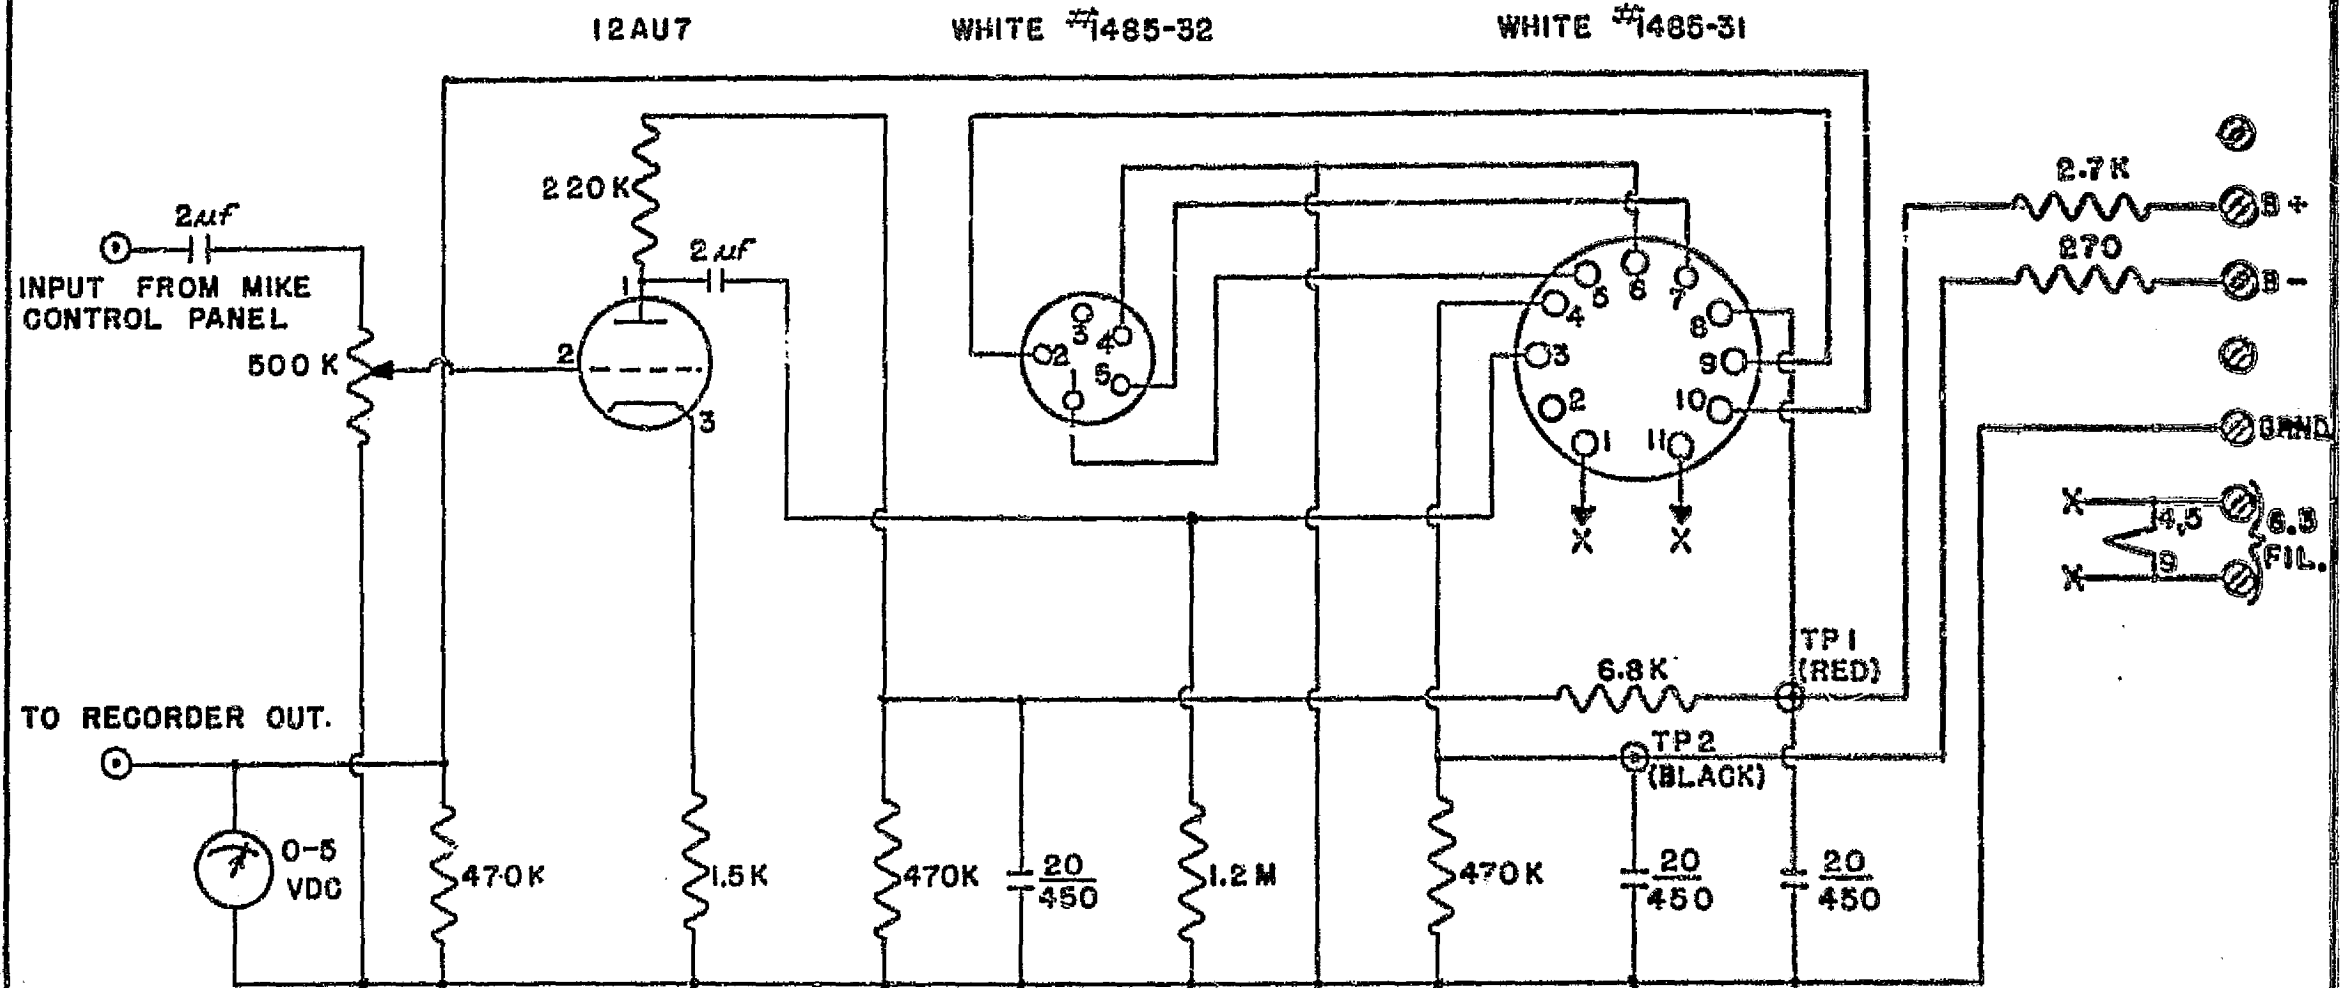 12AU7
WHITE #1485-32
WHITE #1485-31
2.7K
B+
220K
2µf
270
2µf
B-
INPUT FROM MIKE
CONTROL PANEL
1
5
6
7
4
8
3
4
500K
2
2
3
9
5
GRND
10
2
3
1
11
4,5
6.3
FIL.
X
X
X
9
X
TP1
(RED)
6.8K
TO RECORDER OUT.
TP2
(BLACK)
0-5
VDC
470K
1.5K
470K
20
450
1.2M
470K
20
450
20
450